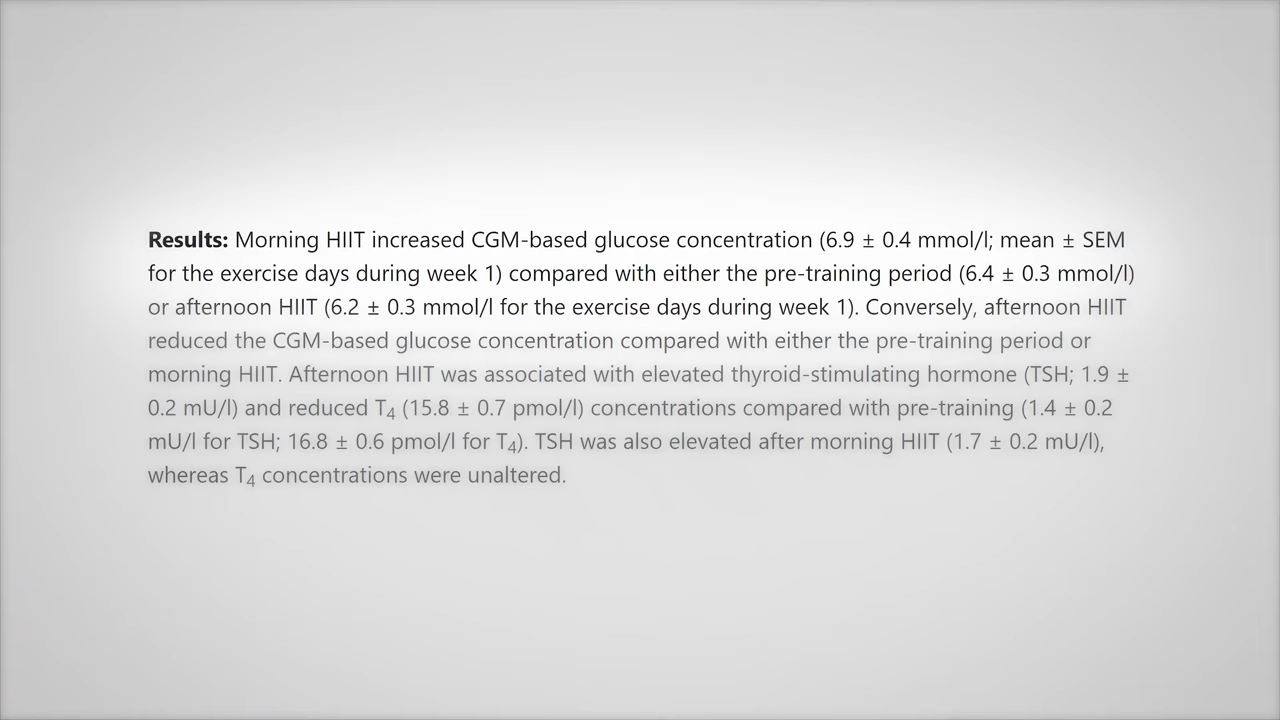 Results: Morning HIIT increased CGM-based glucose concentration (6.9 ± 0.4 mmol/l; mean ± SEM
for the exercise days during week 1) compared with either the pre-training period (6.4 ± 0.3 mmol/l)
or afternoon HIIT (6.2 ± 0.3 mmol/l for the exercise days during week 1). Conversely, afternoon HIIT
reduced the CGM-based glucose concentration compared with either the pre-training period or
morning HIIT. Afternoon HIIT was associated with elevated thyroid-stimulating hormone (TSH; 1.9 ±
0.2 mU/l) and reduced T₄ (15.8 ± 0.7 pmol/l) concentrations compared with pre-training (1.4 ± 0.2
mU/l for TSH; 16.8 ± 0.6 pmol/l for T₄). TSH was also elevated after morning HIIT (1.7 ± 0.2 mU/l),
whereas T₄ concentrations were unaltered.